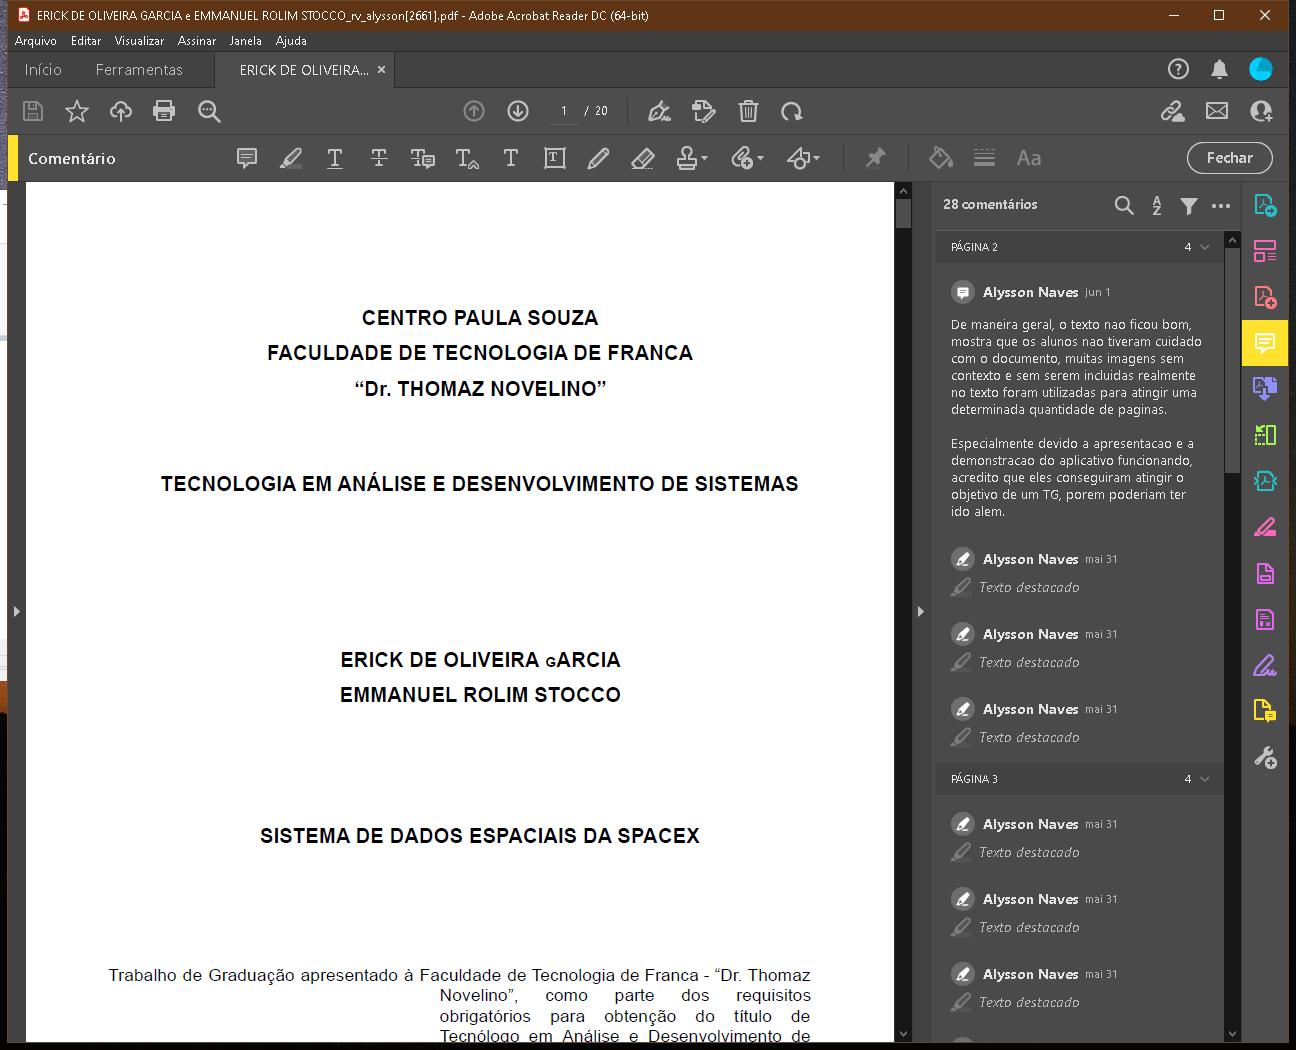 ERICK DE OLIVEIRA GARCIA e EMMANUEL ROLIM STOCCO_rv_alysson[2661].pdf - Adobe Acrobat Reader DC (64-bit)
Arquivo Editar Visualizar Assinar Janela Ajuda
Início Ferramentas ERICK DE OLIVEIRA... ×
1 / 20
Comentário
Aa
Fechar
CENTRO PAULA SOUZA
FACULDADE DE TECNOLOGIA DE FRANCA
“Dr. THOMAZ NOVELINO”
TECNOLOGIA EM ANÁLISE E DESENVOLVIMENTO DE SISTEMAS
ERICK DE OLIVEIRA GARCIA
EMMANUEL ROLIM STOCCO
SISTEMA DE DADOS ESPACIAIS DA SPACEX
Trabalho de Graduação apresentado à Faculdade de Tecnologia de Franca - “Dr. Thomaz
Novelino”, como parte dos requisitos
obrigatórios para obtenção do título de
Tecnólogo em Análise e Desenvolvimento de
28 comentários
PÁGINA 2 4
Alysson Naves jun 1
De maneira geral, o texto nao ficou bom,
mostra que os alunos nao tiveram cuidado
com o documento, muitas imagens sem
contexto e sem serem incluidas realmente
no texto foram utilizadas para atingir uma
determinada quantidade de paginas.
Especialmente devido a apresentacao e a
demonstracao do aplicativo funcionando,
acredito que eles conseguiram atingir o
objetivo de um TG, porem poderiam ter
ido alem.
Alysson Naves mai 31
Texto destacado
Alysson Naves mai 31
Texto destacado
Alysson Naves mai 31
Texto destacado
PÁGINA 3 4
Alysson Naves mai 31
Texto destacado
Alysson Naves mai 31
Texto destacado
Alysson Naves mai 31
Texto destacado